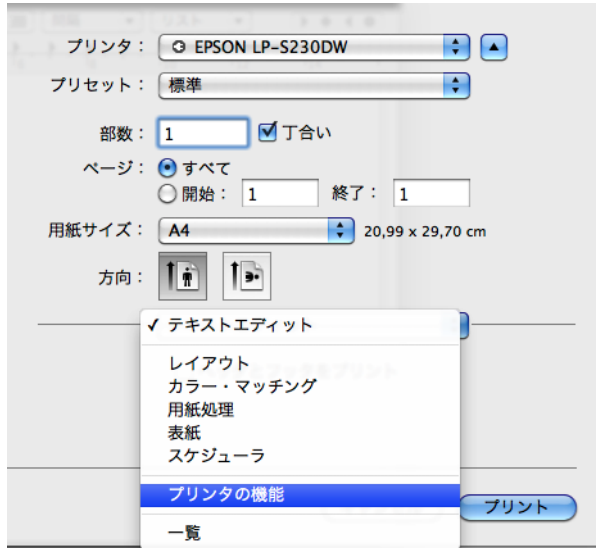 プリンタ： EPSON LP-S230DW
プリセット： 標準
部数： 1 丁合い
ページ： すべて
開始： 1 終了： 1
用紙サイズ： A4 20,99 x 29,70 cm
方向：
✓ テキストエディット
レイアウト
カラー・マッチング
用紙処理
表紙
スケジューラ
プリンタの機能
プリント
一覧